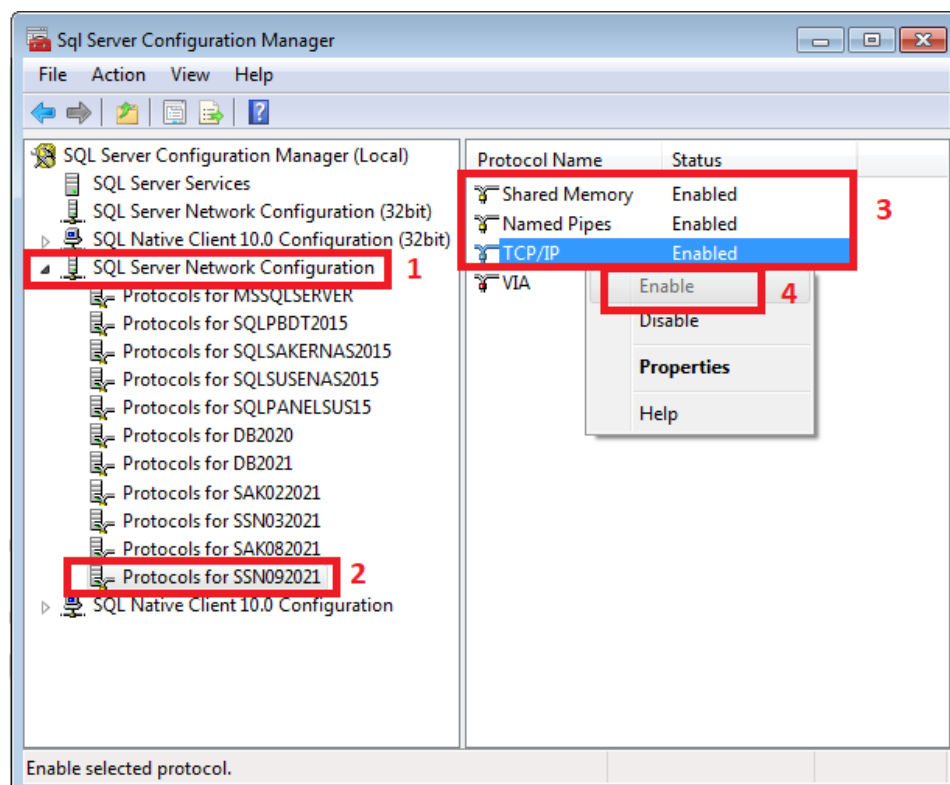 Sql Server Configuration Manager
File Action View Help
SQL Server Configuration Manager (Local)
SQL Server Services
SQL Server Network Configuration (32bit)
SQL Native Client 10.0 Configuration (32bit)
SQL Server Network Configuration 1
Protocols for MSSQLSERVER
Protocols for SQLPBDT2015
Protocols for SQLSAKERNAS2015
Protocols for SQLSUSENAS2015
Protocols for SQLPANELSUS15
Protocols for DB2020
Protocols for DB2021
Protocols for SAK022021
Protocols for SSN032021
Protocols for SAK082021
Protocols for SSN092021 2
SQL Native Client 10.0 Configuration
Protocol Name Status
Shared Memory Enabled
Named Pipes Enabled 3
TCP/IP Enabled
VIA
Enable 4
Disable
Properties
Help
Enable selected protocol.